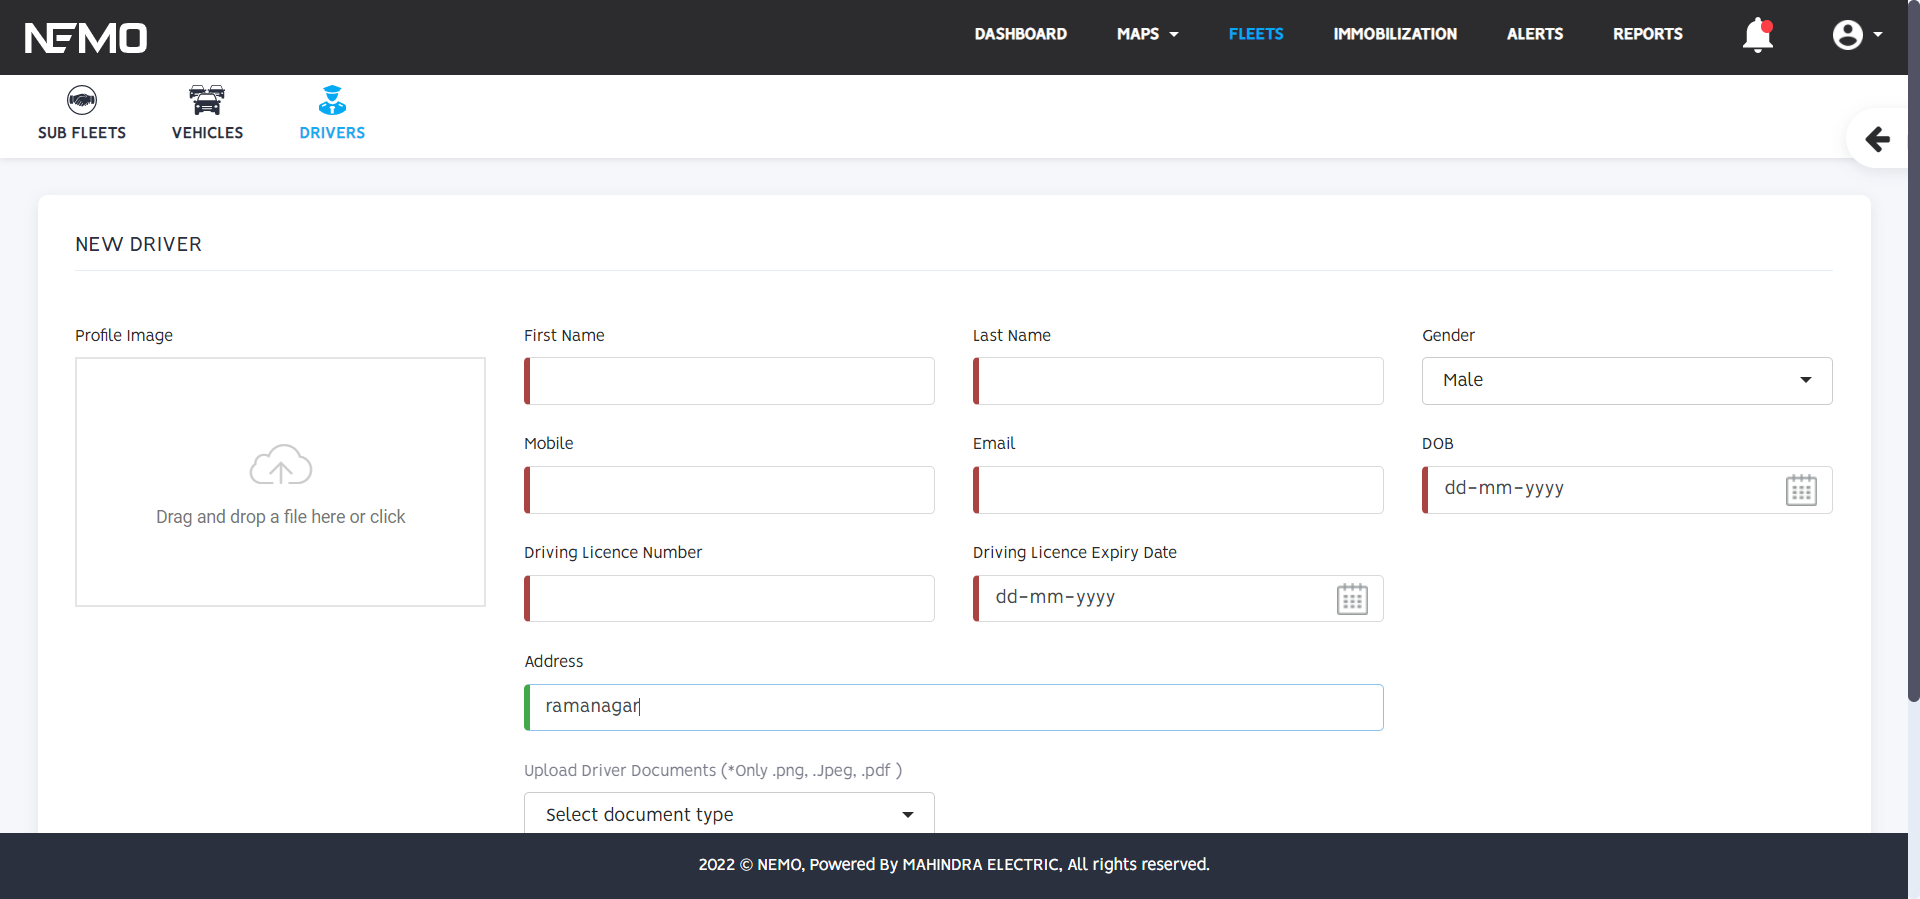 NEMO
DASHBOARD MAPS FLEETS IMMOBILIZATION ALERTS REPORTS
SUB FLEETS VEHICLES DRIVERS
NEW DRIVER
Profile Image First Name Last Name Gender
Male
Drag and drop a file here or click
Mobile Email DOB
dd-mm-yyyy
Driving Licence Number Driving Licence Expiry Date
dd-mm-yyyy
Address
ramanagar
Upload Driver Documents (*Only .png, .Jpeg, .pdf )
Select document type
2022 © NEMO, Powered By MAHINDRA ELECTRIC, All rights reserved.